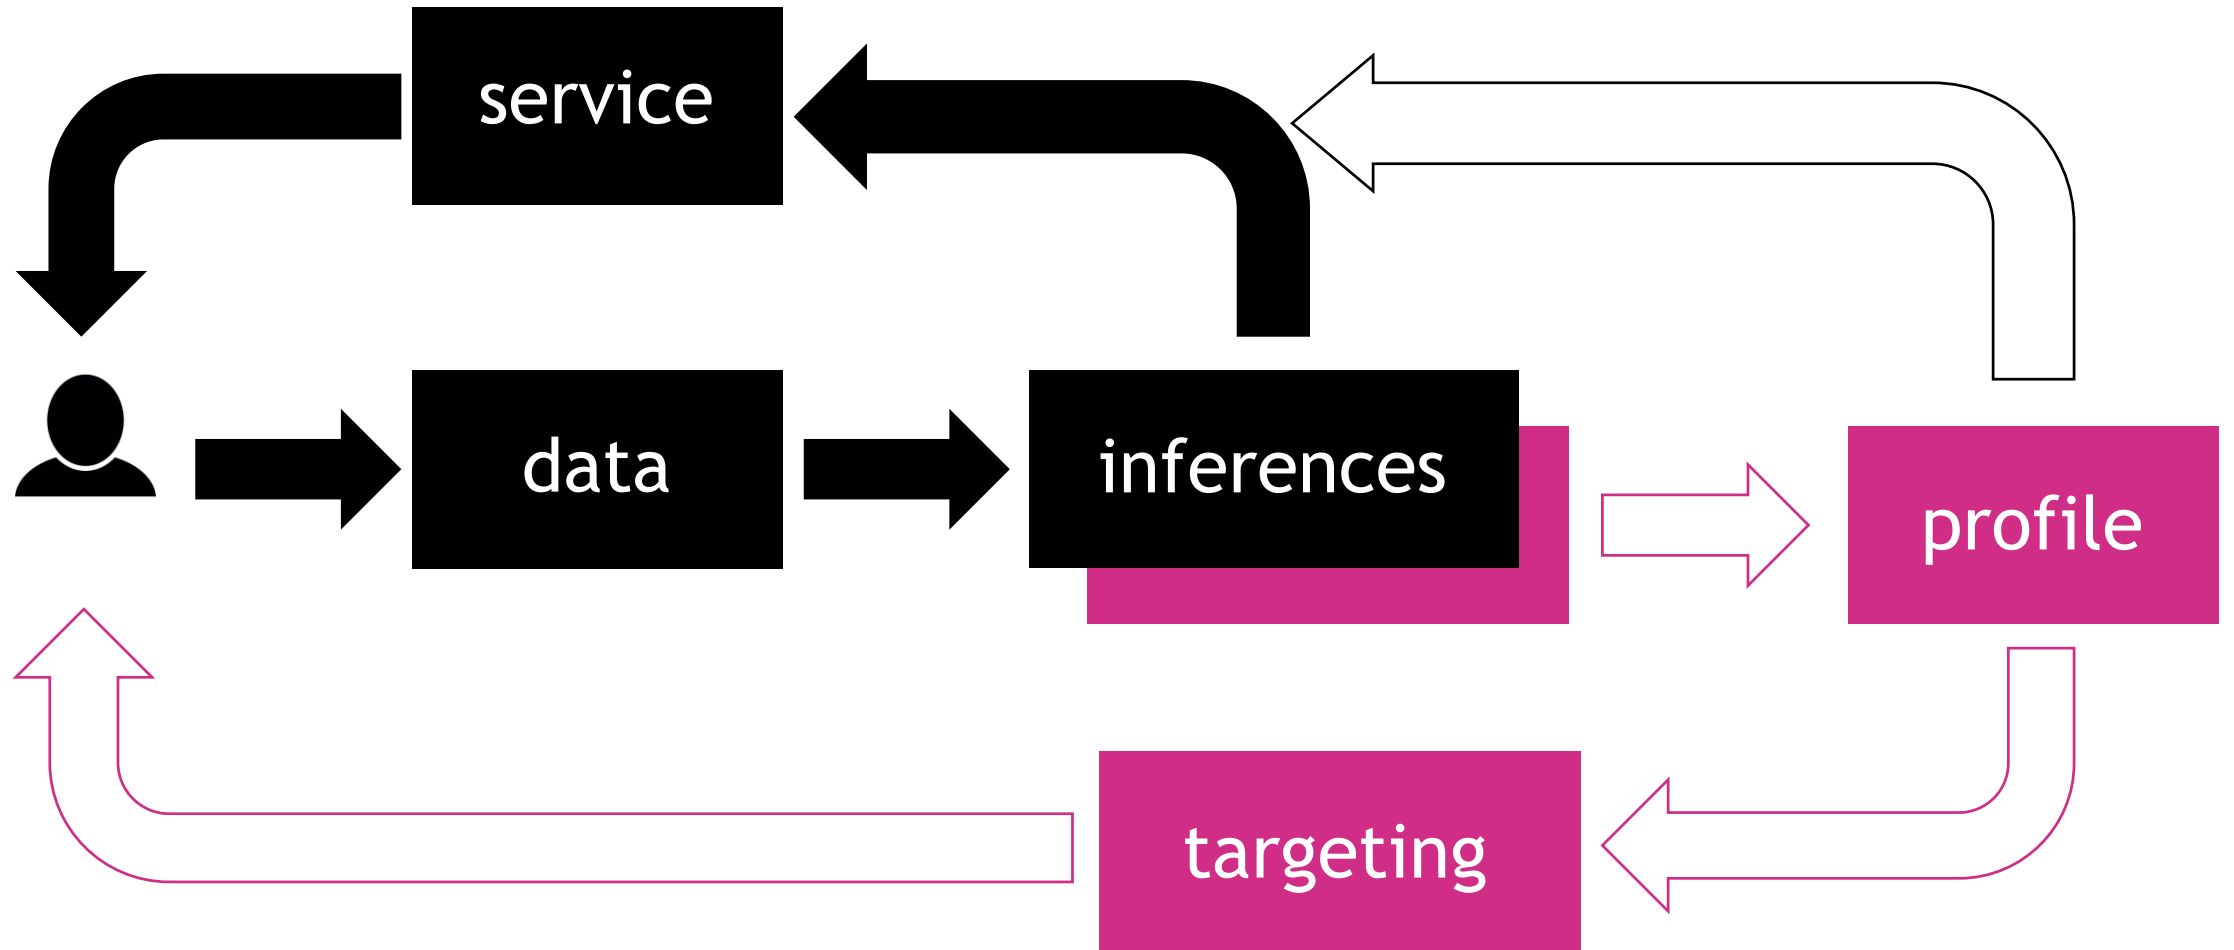 service
data
inferences
profile
targeting